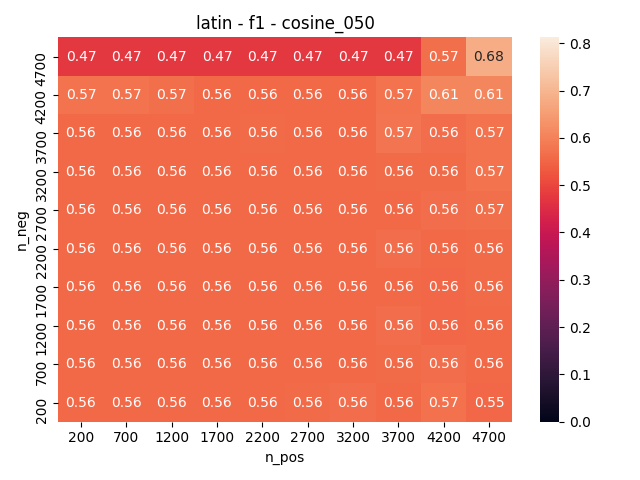 latin - f1 - cosine_050
4700 0.47 0.47 0.47 0.47 0.47 0.47 0.47 0.47 0.57 0.68
4200 0.57 0.57 0.57 0.56 0.56 0.56 0.56 0.57 0.61 0.61
3700 0.56 0.56 0.56 0.56 0.56 0.56 0.56 0.57 0.56 0.57
3200 0.56 0.56 0.56 0.56 0.56 0.56 0.56 0.56 0.56 0.57
2700 0.56 0.56 0.56 0.56 0.56 0.56 0.56 0.56 0.56 0.57
2200 0.56 0.56 0.56 0.56 0.56 0.56 0.56 0.56 0.56 0.56
1700 0.56 0.56 0.56 0.56 0.56 0.56 0.56 0.56 0.56 0.56
1200 0.56 0.56 0.56 0.56 0.56 0.56 0.56 0.56 0.56 0.56
700 0.56 0.56 0.56 0.56 0.56 0.56 0.56 0.56 0.56 0.56
200 0.56 0.56 0.56 0.56 0.56 0.56 0.56 0.56 0.57 0.55
200 700 1200 1700 2200 2700 3200 3700 4200 4700
n_pos
n_neg
0.8
0.7
0.6
0.5
0.4
0.3
0.2
0.1
0.0